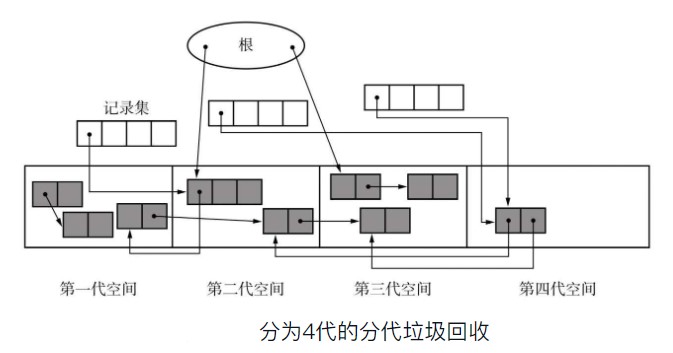 根
记录集
第一代空间
第二代空间
第三代空间
第四代空间
分为4代的分代垃圾回收